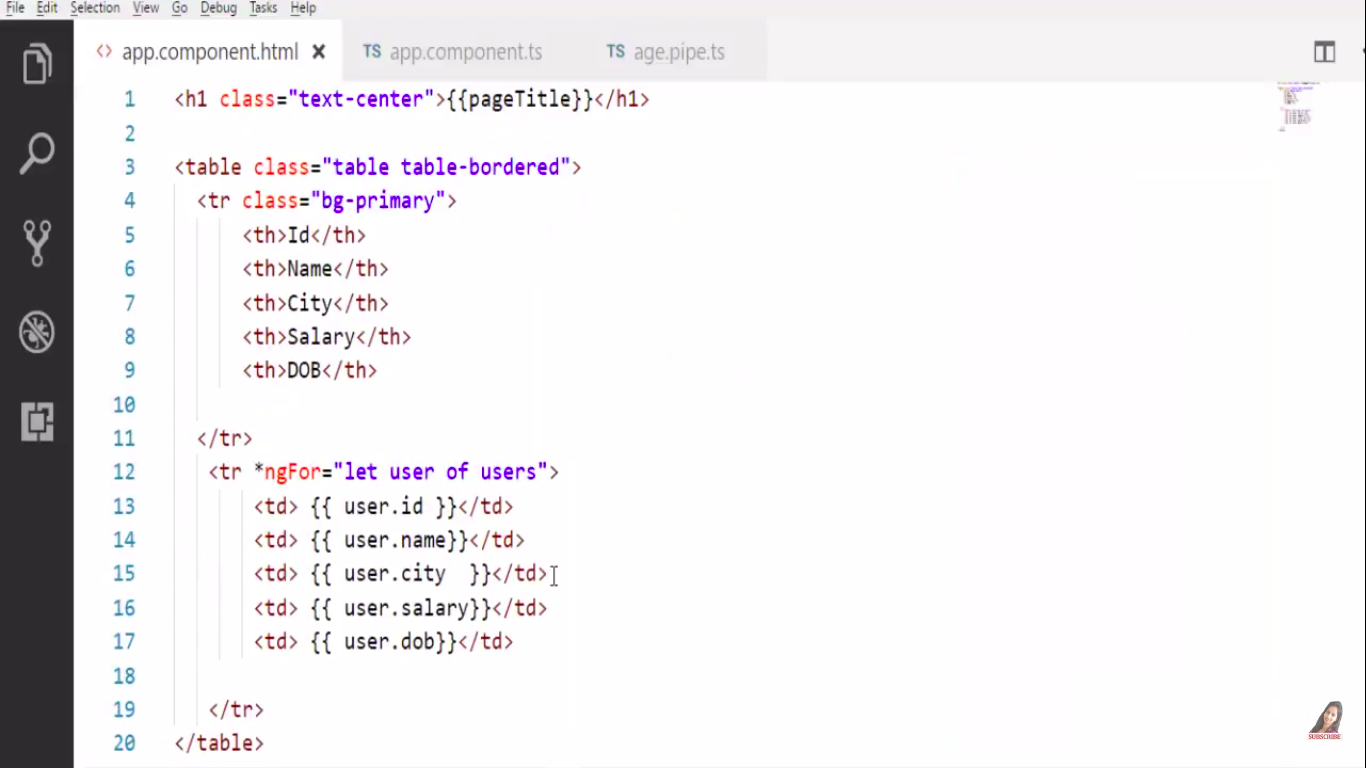 File Edit Selection View Go Debug Tasks Help
app.component.html TS app.component.ts TS age.pipe.ts
1 <h1 class="text-center">{{pageTitle}}</h1>
2
3 <table class="table table-bordered">
4 <tr class="bg-primary">
5 <th>Id</th>
6 <th>Name</th>
7 <th>City</th>
8 <th>Salary</th>
9 <th>DOB</th>
10
11 </tr>
12 <tr *ngFor="let user of users">
13 <td> {{ user.id }}</td>
14 <td> {{ user.name}}</td>
15 <td> {{ user.city  }}</td>
16 <td> {{ user.salary}}</td>
17 <td> {{ user.dob}}</td>
18
19 </tr>
20 </table>
SUBSCRIBE